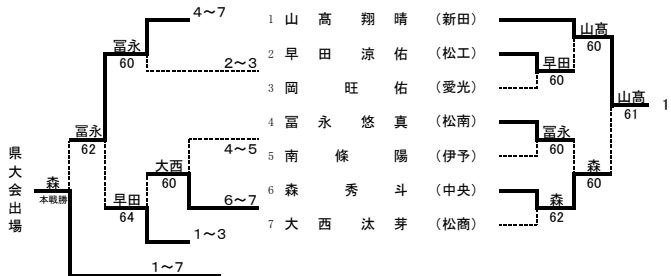 4～7
1 山 髙 翔 晴 （新田）
山髙
60
冨永
60
2～3
2 早 田 涼 佑 （松工）
早田
60
3 岡 旺 佑 （愛光）
山髙
61
1
4 冨 永 悠 真 （松南）
冨永
60
冨永
62
4～5
5 南 條 陽 （伊予）
大西
60
森
60
県大会出場
森
本戦勝
6～7
6 森 秀 斗 （中央）
森
62
早田
64
7 大 西 汰 芽 （松商）
1～3
1～7